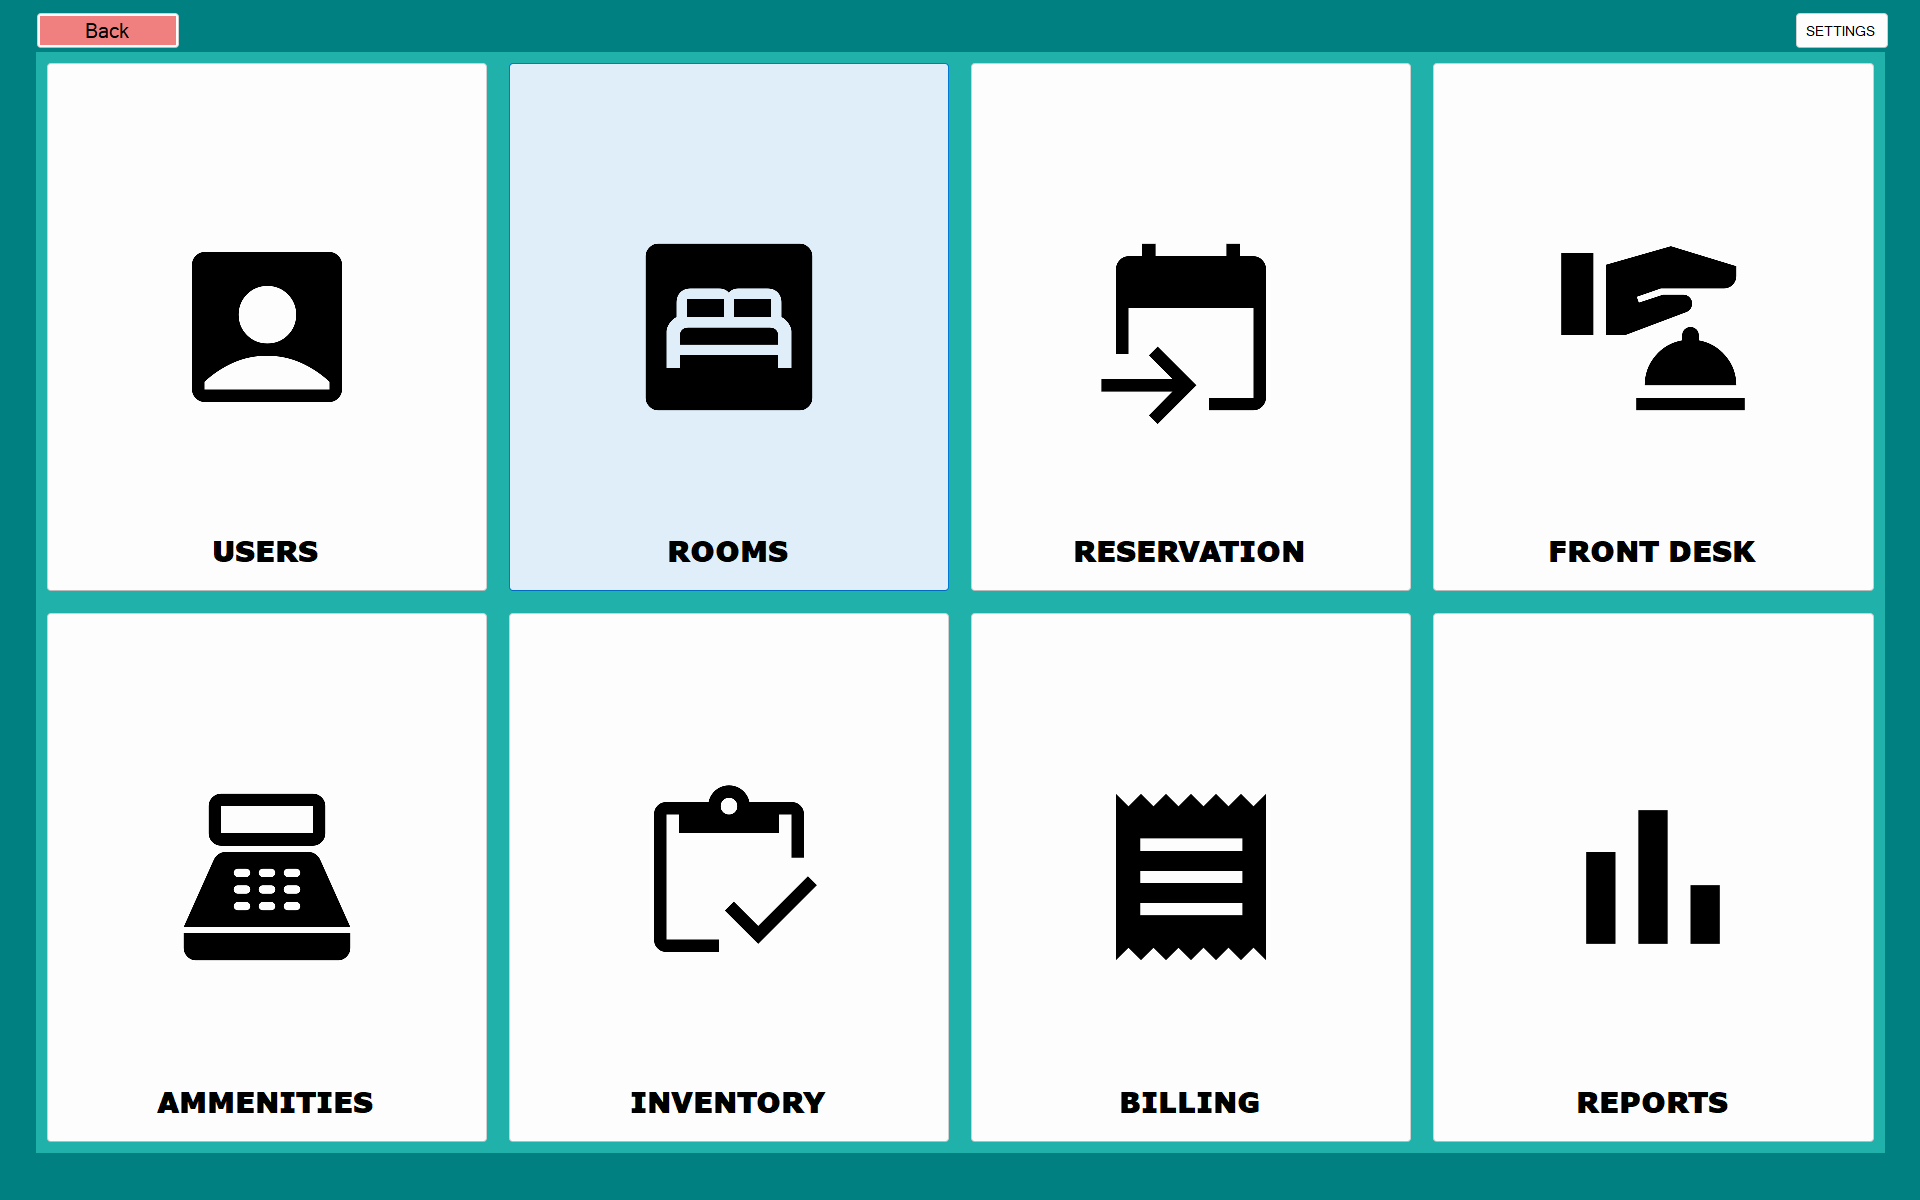 Back
SETTINGS
USERS
ROOMS
RESERVATION
FRONT DESK
AMMENITIES
INVENTORY
BILLING
REPORTS